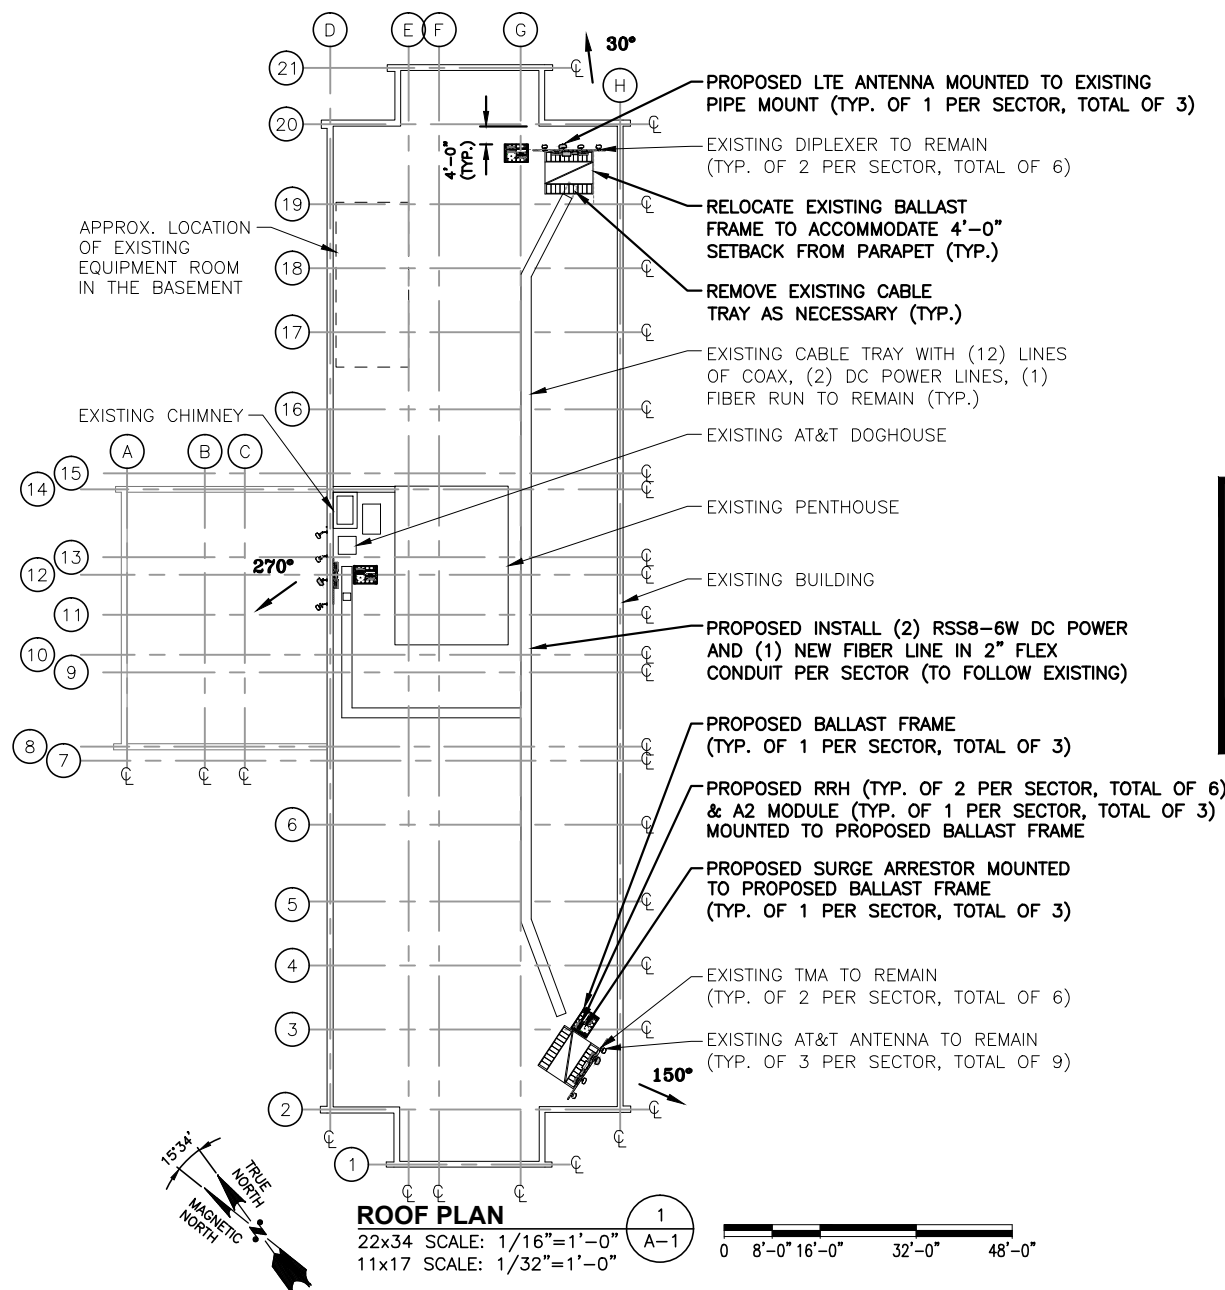 D
E
F
G
H
30°
21
20
19
18
17
16
15
14
13
12
11
10
9
8
7
6
5
4
3
2
1
A
B
C
4'-0"
(TYP.)
APPROX. LOCATION
OF EXISTING
EQUIPMENT ROOM
IN THE BASEMENT
EXISTING CHIMNEY
270°
150°
PROPOSED LTE ANTENNA MOUNTED TO EXISTING
PIPE MOUNT (TYP. OF 1 PER SECTOR, TOTAL OF 3)
EXISTING DIPLEXER TO REMAIN
(TYP. OF 2 PER SECTOR, TOTAL OF 6)
RELOCATE EXISTING BALLAST
FRAME TO ACCOMMODATE 4'-0"
SETBACK FROM PARAPET (TYP.)
REMOVE EXISTING CABLE
TRAY AS NECESSARY (TYP.)
EXISTING CABLE TRAY WITH (12) LINES
OF COAX, (2) DC POWER LINES, (1)
FIBER RUN TO REMAIN (TYP.)
EXISTING AT&T DOGHOUSE
EXISTING PENTHOUSE
EXISTING BUILDING
PROPOSED INSTALL (2) RSS8-6W DC POWER
AND (1) NEW FIBER LINE IN 2" FLEX
CONDUIT PER SECTOR (TO FOLLOW EXISTING)
PROPOSED BALLAST FRAME
(TYP. OF 1 PER SECTOR, TOTAL OF 3)
PROPOSED RRH (TYP. OF 2 PER SECTOR, TOTAL OF 6)
& A2 MODULE (TYP. OF 1 PER SECTOR, TOTAL OF 3)
MOUNTED TO PROPOSED BALLAST FRAME
PROPOSED SURGE ARRESTOR MOUNTED
TO PROPOSED BALLAST FRAME
(TYP. OF 1 PER SECTOR, TOTAL OF 3)
EXISTING TMA TO REMAIN
(TYP. OF 2 PER SECTOR, TOTAL OF 6)
EXISTING AT&T ANTENNA TO REMAIN
(TYP. OF 3 PER SECTOR, TOTAL OF 9)
15°34'
TRUE
NORTH
MAGNETIC
NORTH
ROOF PLAN
22x34 SCALE: 1/16"=1'-0"
11x17 SCALE: 1/32"=1'-0"
1
A-1
0 8'-0" 16'-0" 32'-0" 48'-0"